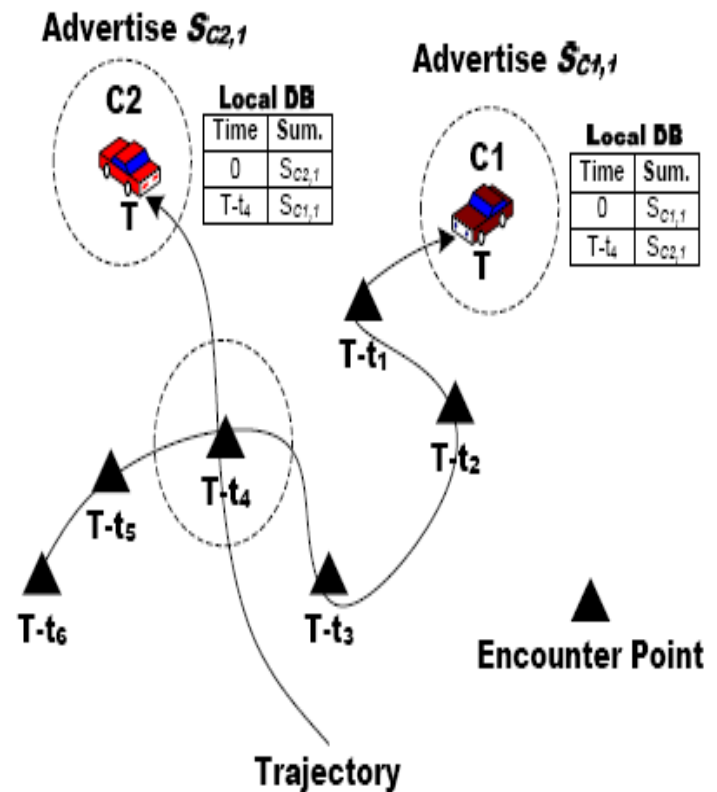 Advertise SC2,1
Advertise SC1,1
C2
Local DB
Time Sum.
0 SC2,1
T-t4 SC1,1
T
C1
Local DB
Time Sum.
0 SC1,1
T-t4 SC2,1
T
T-t1
T-t2
T-t4
T-t5
T-t6
T-t3
Encounter Point
Trajectory